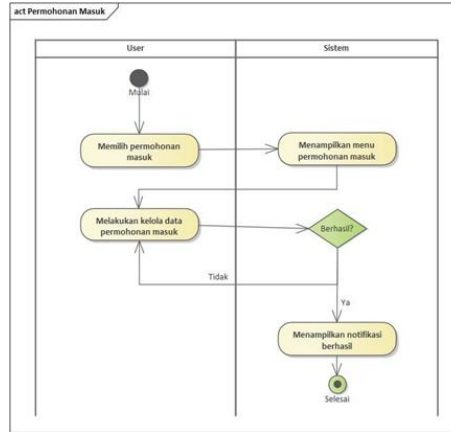 act Permohonan Masuk
User
Sistem
Mulai
Memilih permohonan
masuk
Menampilkan menu
permohonan masuk
Melakukan kelola data
permohonan masuk
Berhasil?
Tidak
Ya
Menampilkan notifikasi
berhasil
Selesai